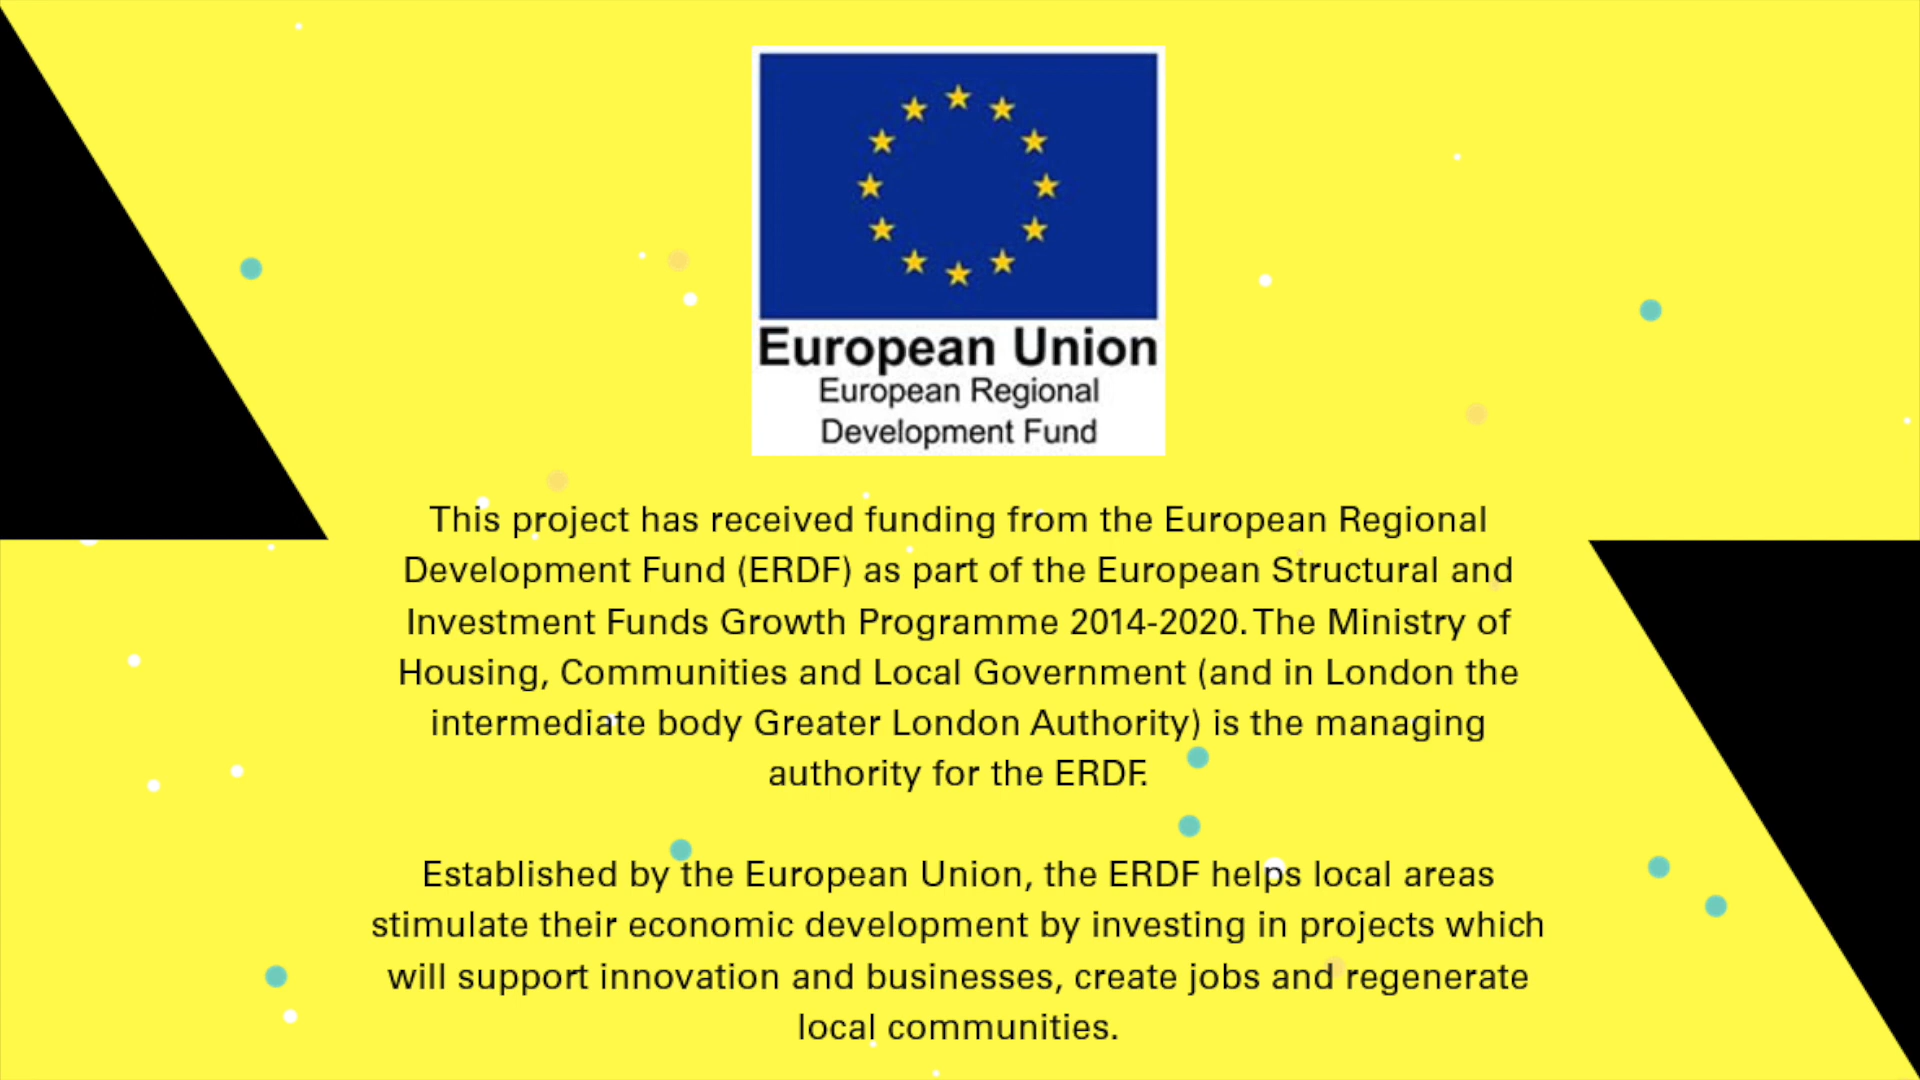 European Union
European Regional
Development Fund
This project has received funding from the European Regional
Development Fund (ERDF) as part of the European Structural and
Investment Funds Growth Programme 2014-2020. The Ministry of
Housing, Communities and Local Government (and in London the
intermediate body Greater London Authority) is the managing
authority for the ERDF.
Established by the European Union, the ERDF helps local areas
stimulate their economic development by investing in projects which
will support innovation and businesses, create jobs and regenerate
local communities.